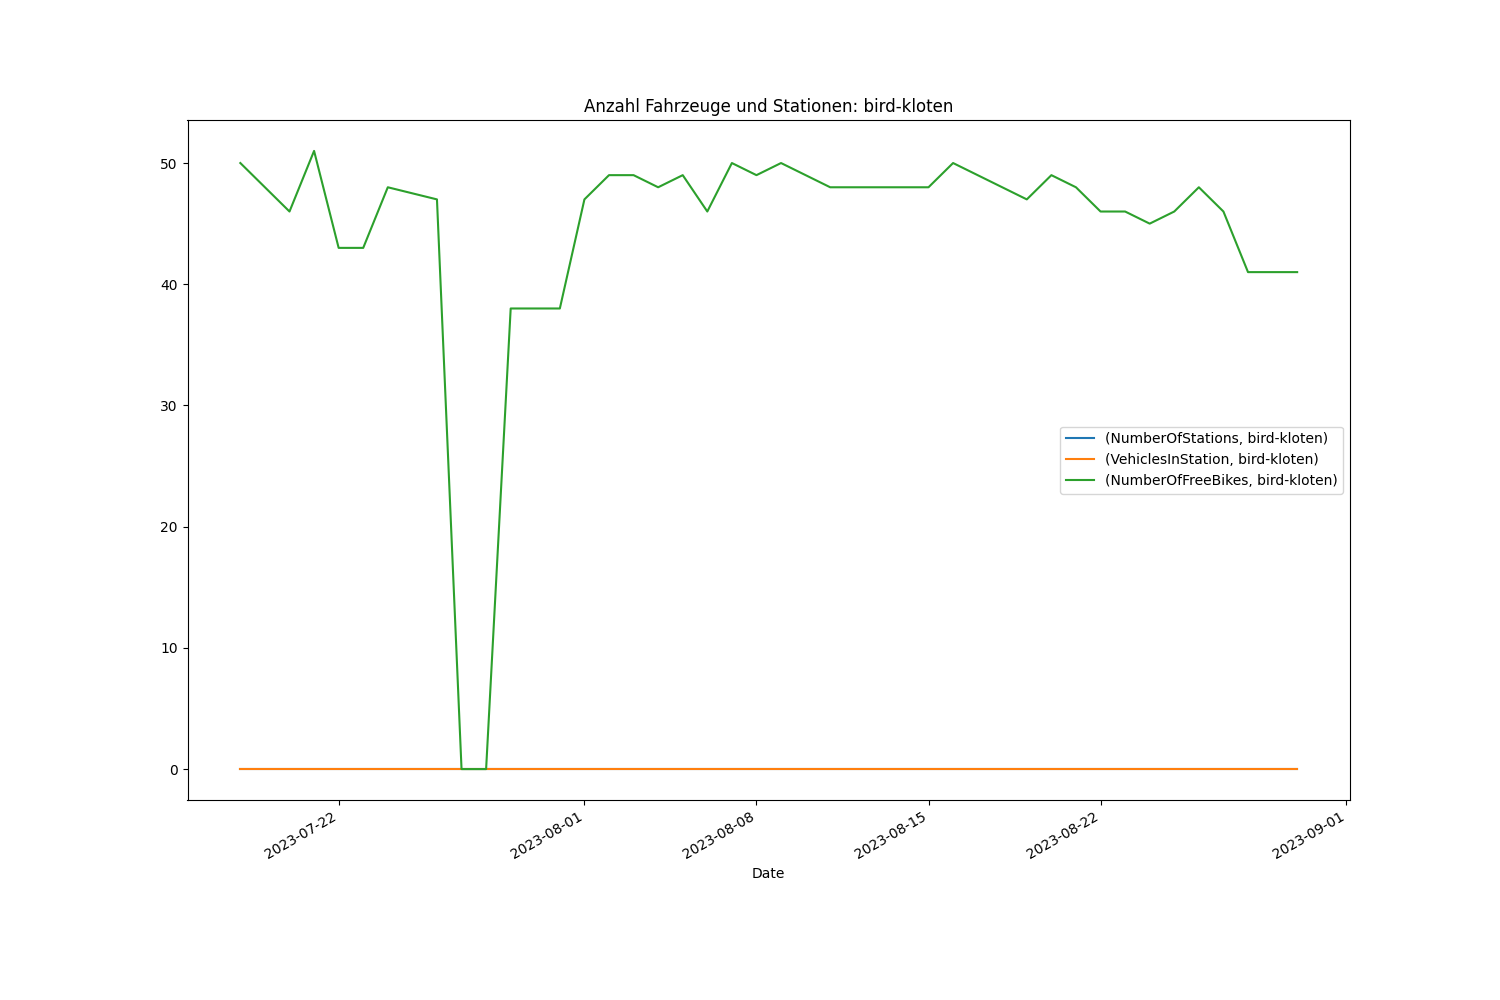 Anzahl Fahrzeuge und Stationen: bird-kloten
50
40
30
20
10
0
(NumberOfStations, bird-kloten)
(VehiclesInStation, bird-kloten)
(NumberOfFreeBikes, bird-kloten)
2023-07-22
2023-08-01
2023-08-08
2023-08-15
2023-08-22
2023-09-01
Date